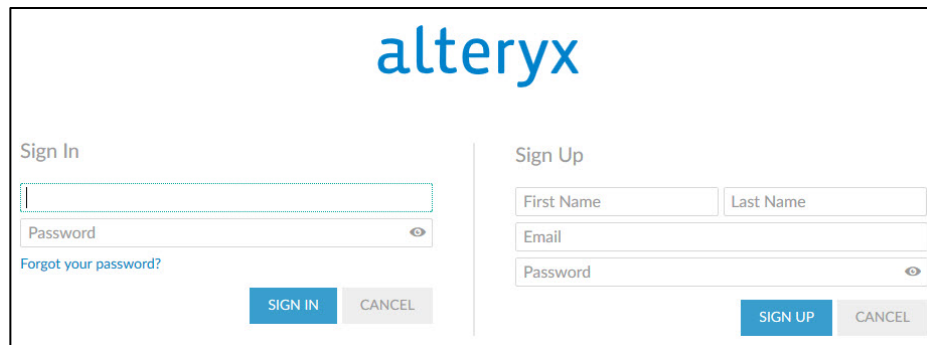 alteryx
Sign In
Password
Forgot your password?
SIGN IN CANCEL
Sign Up
First Name Last Name
Email
Password
SIGN UP CANCEL